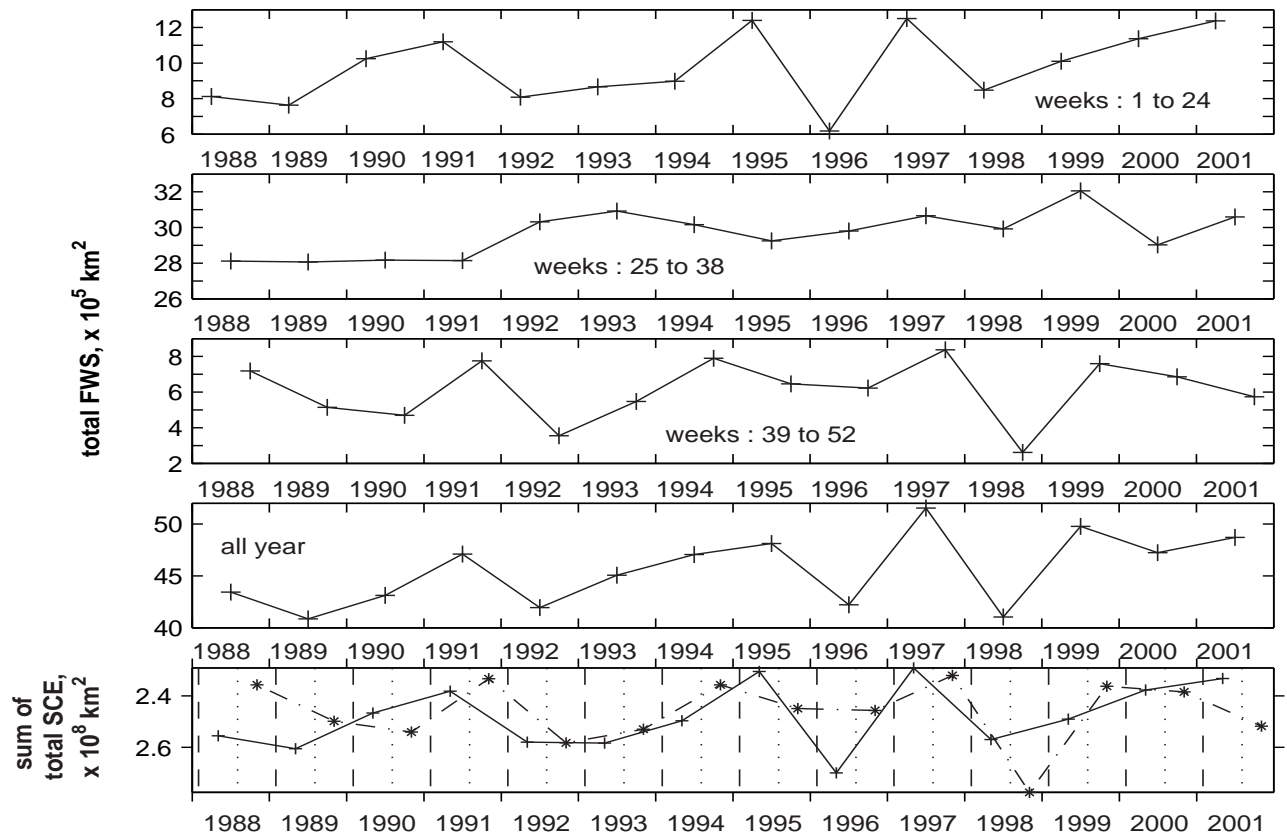 12
10
8
6
weeks : 1 to 24
1988 1989 1990 1991 1992 1993 1994 1995 1996 1997 1998 1999 2000 2001
32
30
28
26
weeks : 25 to 38
1988 1989 1990 1991 1992 1993 1994 1995 1996 1997 1998 1999 2000 2001
total FWS, x 10⁵ km²
8
6
4
2
weeks : 39 to 52
1988 1989 1990 1991 1992 1993 1994 1995 1996 1997 1998 1999 2000 2001
50
45
40
all year
1988 1989 1990 1991 1992 1993 1994 1995 1996 1997 1998 1999 2000 2001
sum of
total SCE,
x 10⁸ km²
2.4
2.6
1988 1989 1990 1991 1992 1993 1994 1995 1996 1997 1998 1999 2000 2001